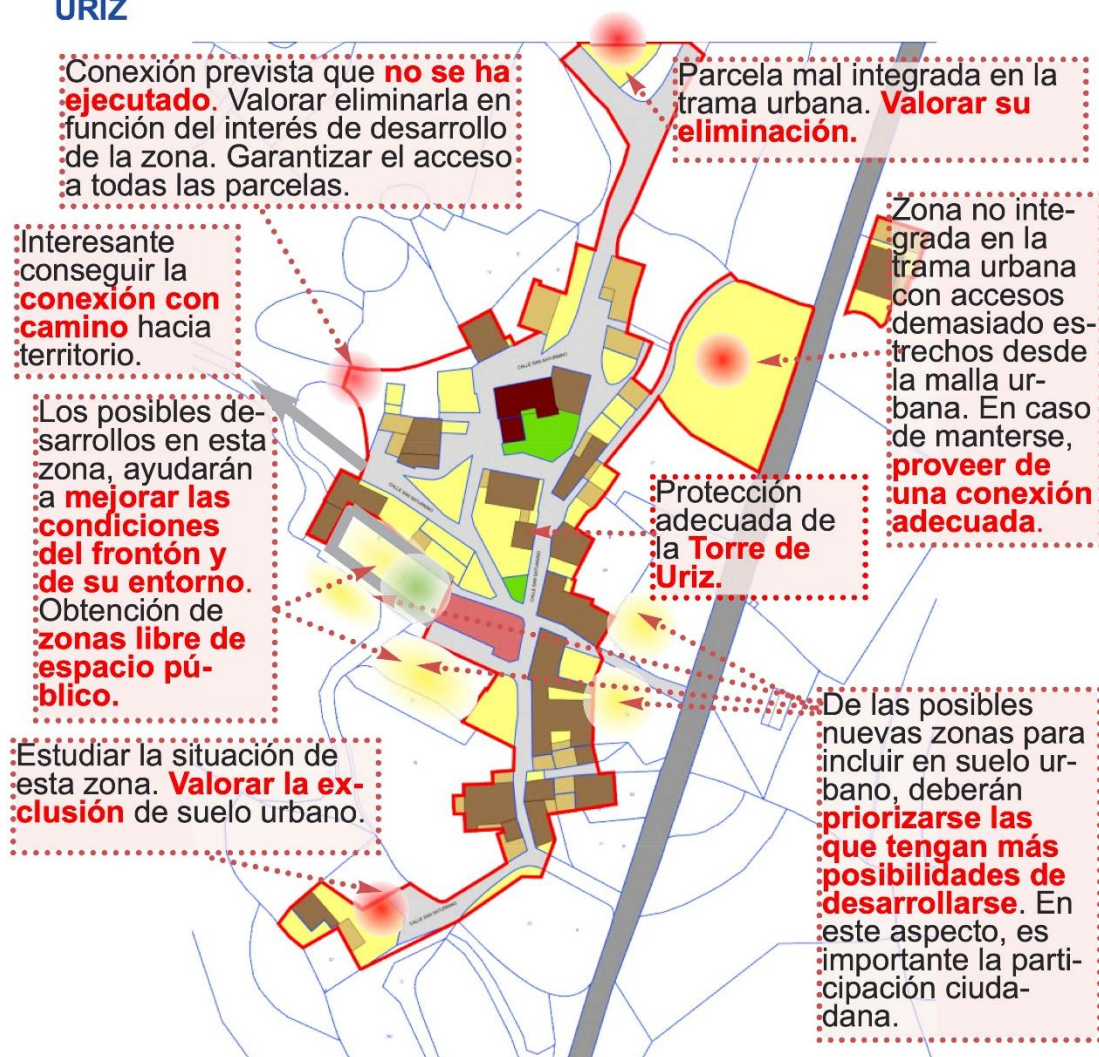 URIZ
Conexión prevista que no se ha
ejecutado. Valorar eliminarla en
función del interés de desarrollo
de la zona. Garantizar el acceso
a todas las parcelas.
Parcela mal integrada en la
trama urbana. Valorar su
eliminación.
Zona no inte-
grada en la
trama urbana
con accesos
demasiado es-
trechos desde
la malla ur-
bana. En caso
de manterse,
proveer de
una conexión
adecuada.
Interesante
conseguir la
conexión con
camino hacia
territorio.
Los posibles de-
sarrollos en esta
zona, ayudarán
a mejorar las
condiciones
del frontón y
de su entorno.
Obtención de
zonas libre de
espacio pú-
blico.
Protección
adecuada de
la Torre de
Uriz.
Estudiar la situación de
esta zona. Valorar la ex-
clusión de suelo urbano.
De las posibles
nuevas zonas para
incluir en suelo ur-
bano, deberán
priorizarse las
que tengan más
posibilidades de
desarrollarse. En
este aspecto, es
importante la parti-
cipación ciuda-
dana.
CALLE SAN SATURNINO
CALLE SAN SATURNINO
CALLE SAN SATURNINO
CALLE SAN SATURNINO